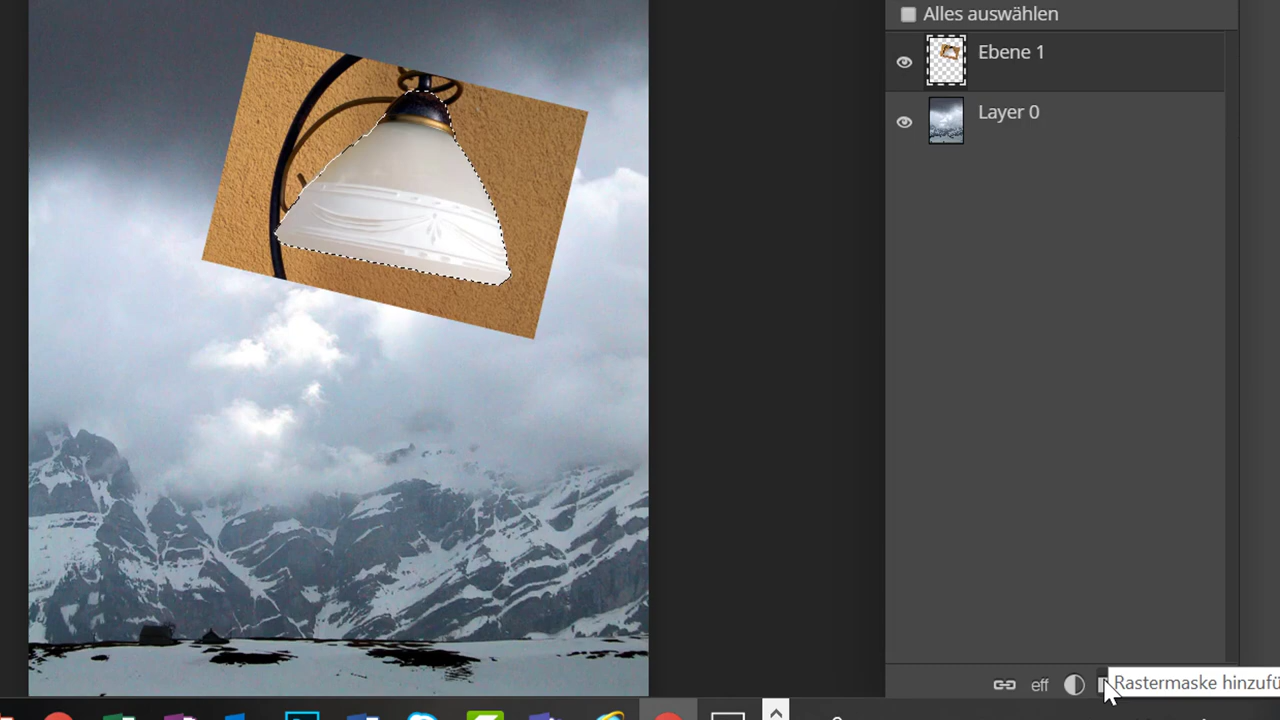 Alles auswählen
Ebene 1
Layer 0
eff
Rastermaske hinzufü